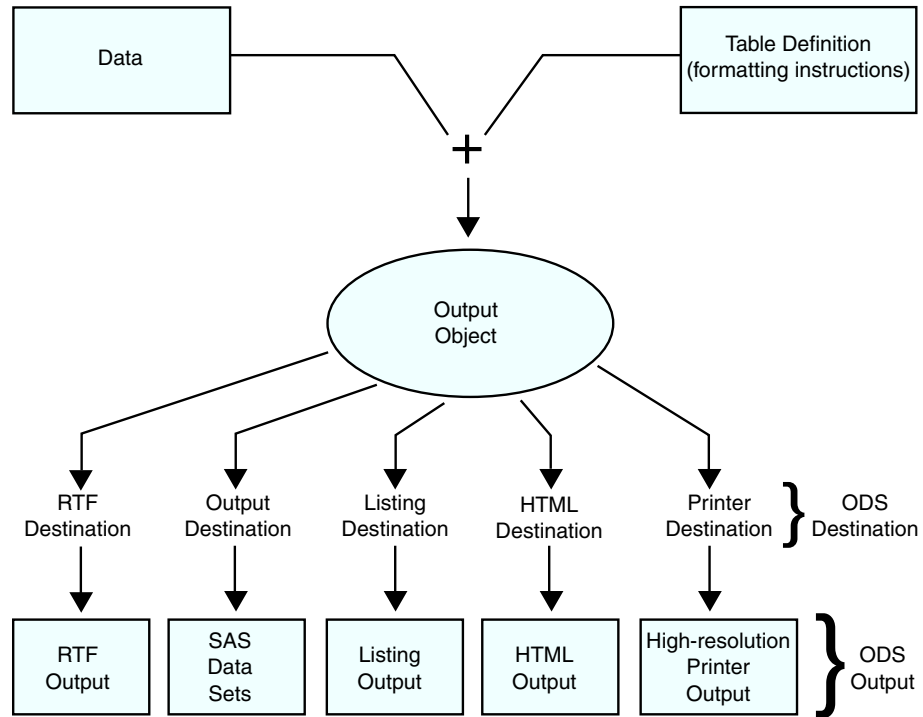 Data
Table Definition
(formatting instructions)
+
Output
Object
RTF
Destination
Output
Destination
Listing
Destination
HTML
Destination
Printer
Destination
ODS
Destination
RTF
Output
SAS
Data
Sets
Listing
Output
HTML
Output
High-resolution
Printer
Output
ODS
Output